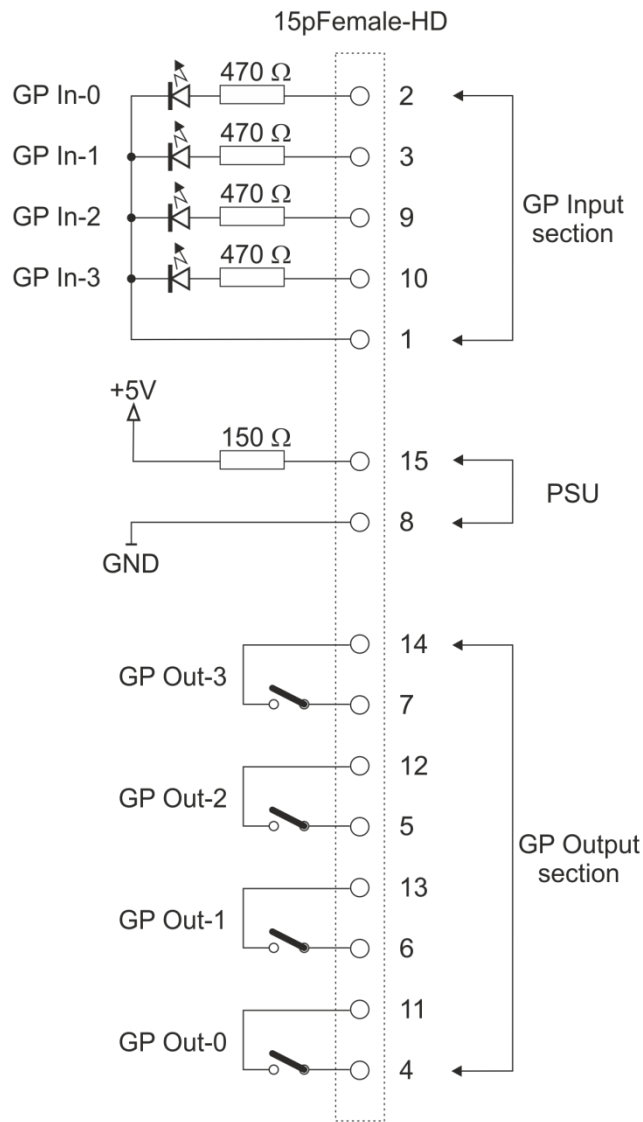 15pFemale-HD
GP In-0
470 Ω
2
GP In-1
470 Ω
3
GP In-2
470 Ω
9
GP In-3
470 Ω
10
1
GP Input
section
+5V
150 Ω
15
PSU
8
GND
14
GP Out-3
7
12
GP Out-2
5
13
GP Out-1
6
11
GP Out-0
4
GP Output
section